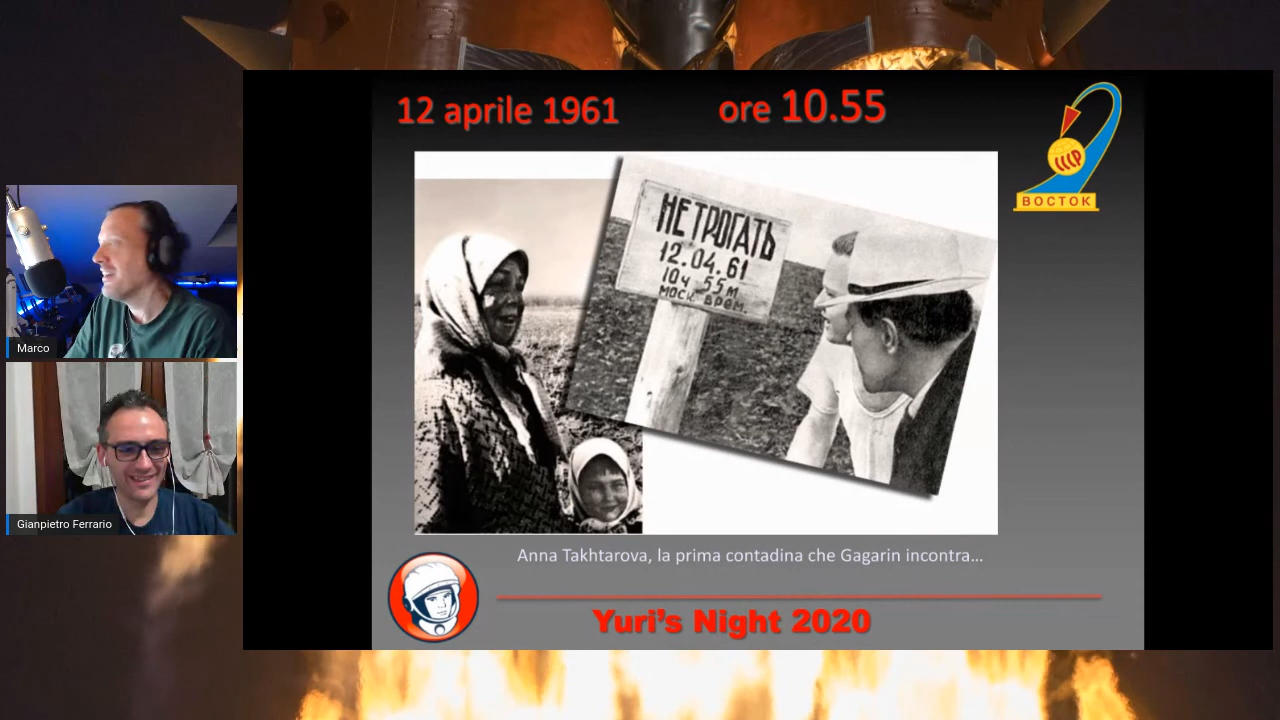 12 aprile 1961
ore 10.55
СССР
ВОСТОК
НЕ ТРОГАТЬ
12.04.61
10ч 55м
МОСК. ВРЕМ.
Marco
Gianpietro Ferrario
Anna Takhtarova, la prima contadina che Gagarin incontra...
Yuri's Night 2020